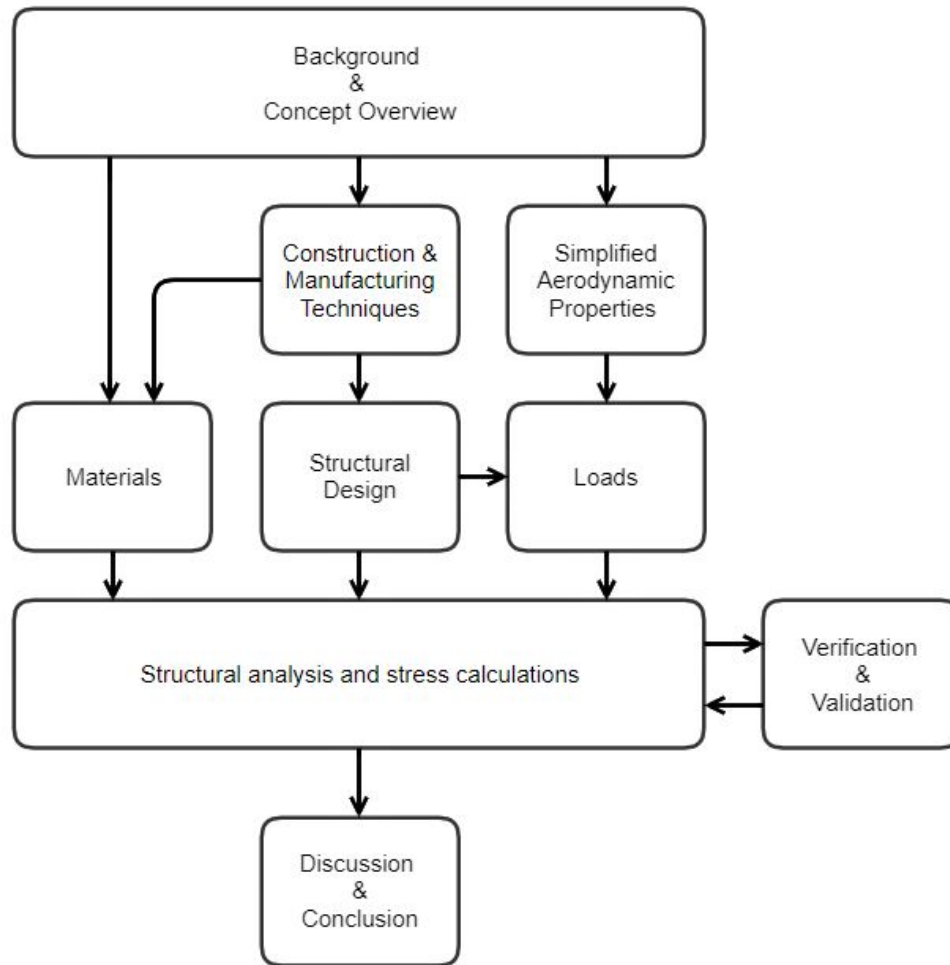 Background
&
Concept Overview
Construction &
Manufacturing
Techniques
Simplified
Aerodynamic
Properties
Materials
Structural
Design
Loads
Structural analysis and stress calculations
Verification
&
Validation
Discussion
&
Conclusion